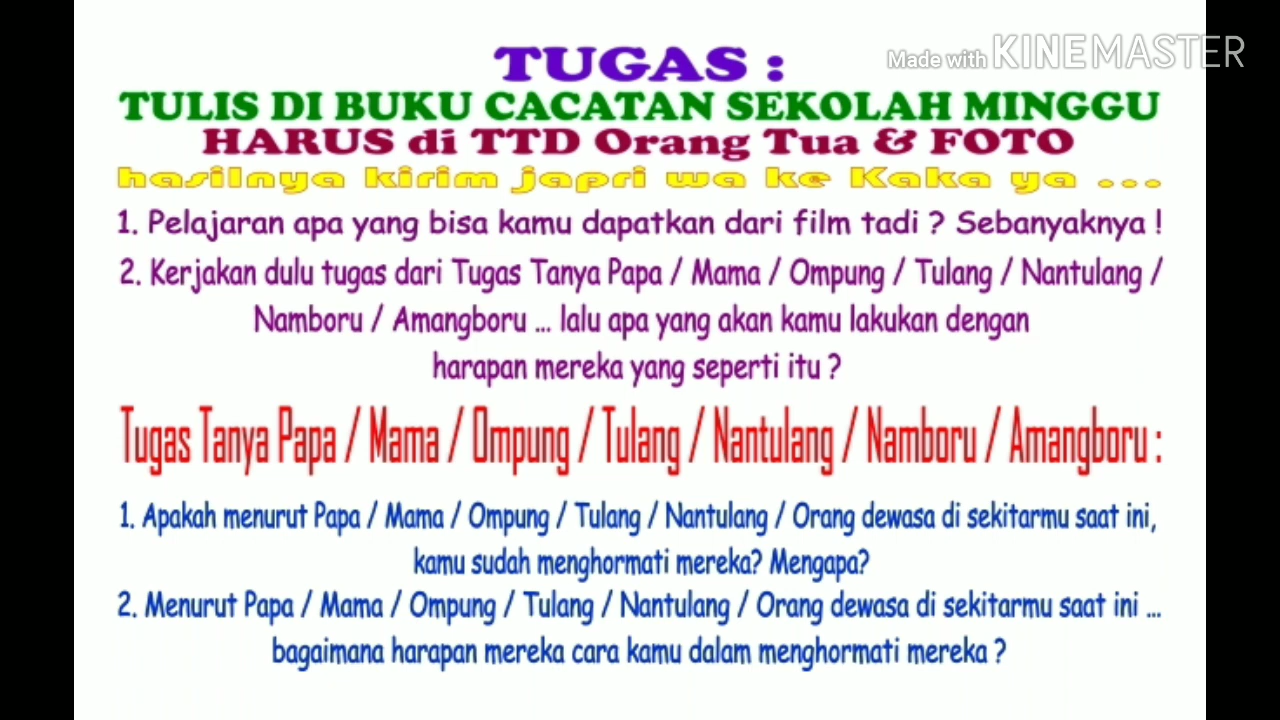 Made with KINEMASTER
TUGAS :
TULIS DI BUKU CACATAN SEKOLAH MINGGU
HARUS di TTD Orang Tua & FOTO
hasilnya kirim japri wa ke Kaka ya ...
1. Pelajaran apa yang bisa kamu dapatkan dari film tadi ? Sebanyaknya !
2. Kerjakan dulu tugas dari Tugas Tanya Papa / Mama / Ompung / Tulang / Nantulang /
Namboru / Amangboru ... lalu apa yang akan kamu lakukan dengan
harapan mereka yang seperti itu ?
Tugas Tanya Papa / Mama / Ompung / Tulang / Nantulang / Namboru / Amangboru :
1. Apakah menurut Papa / Mama / Ompung / Tulang / Nantulang / Orang dewasa di sekitarmu saat ini,
kamu sudah menghormati mereka? Mengapa?
2. Menurut Papa / Mama / Ompung / Tulang / Nantulang / Orang dewasa di sekitarmu saat ini ...
bagaimana harapan mereka cara kamu dalam menghormati mereka ?